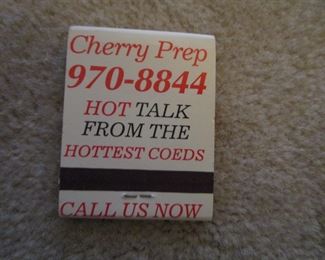 Cherry Prep
970-8844
HOT TALK
FROM THE
HOTTEST COEDS
CALL US NOW